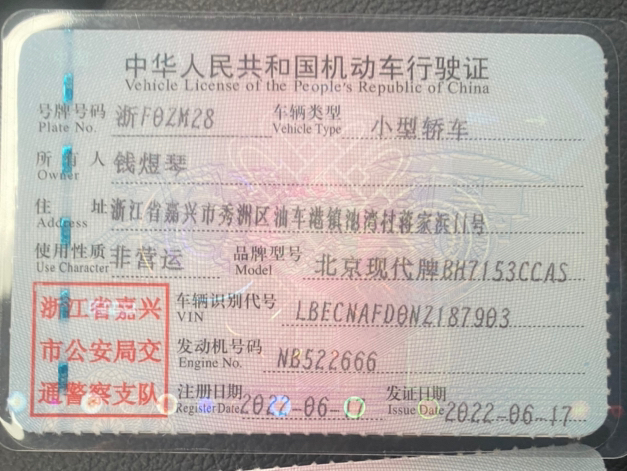 中华人民共和国机动车行驶证
Vehicle License of the People's Republic of China
号牌号码 浙F0ZM28 车辆类型 小型轿车
Plate No. Vehicle Type
所有人 钱煜琴
Owner
住址 浙江省嘉兴市秀洲区油车港镇池湾村蒋家浜11号
Address
使用性质 非营运 品牌型号 北京现代牌BH7153CCAS
Use Character Model
浙江省嘉兴
市公安局交
通警察支队
车辆识别代号 LBECNAFD0NZ187903
VIN
发动机号码 NB522666
Engine No.
注册日期 2022-06-17 发证日期 2022-06-17
Register Date Issue Date